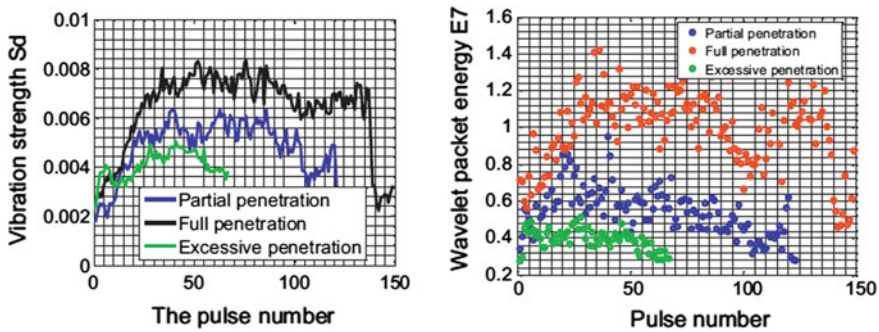 Vibration strength Sd
0.01
0.008
0.006
0.004
0.002
0
0
50
100
150
Partial penetration
Full penetration
Excessive penetration
The pulse number
Wavelet packet energy E7
1.6
1.4
1.2
1
0.8
0.6
0.4
0.2
0
50
100
150
Partial penetration
Full penetration
Excessive penetration
Pulse number